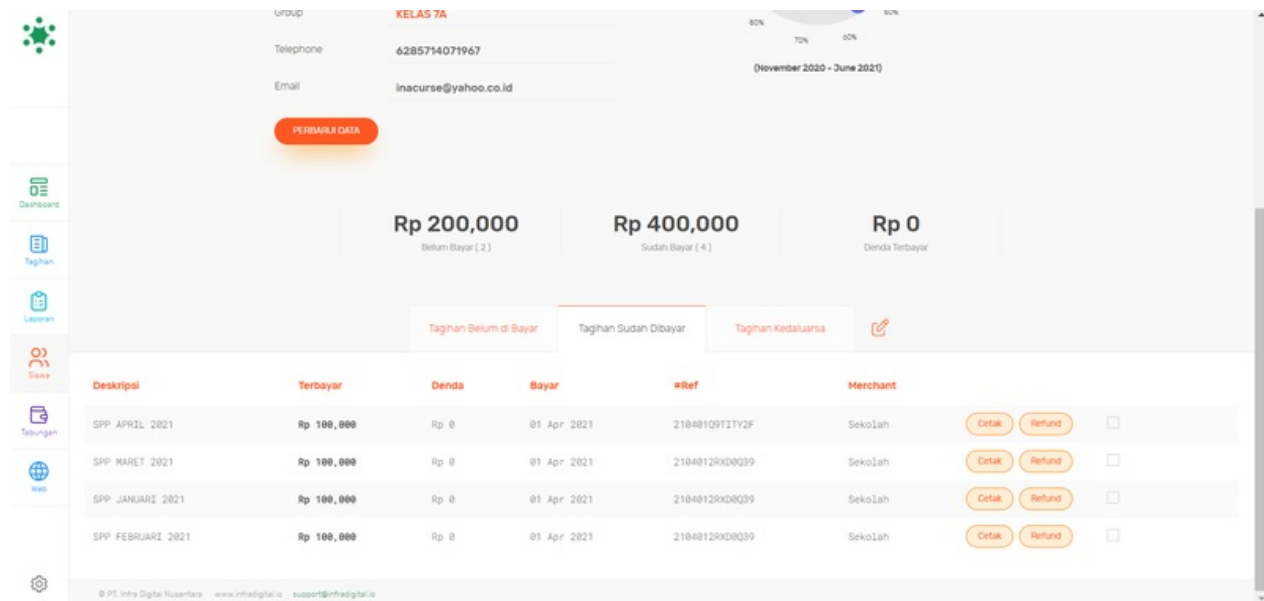 Group KELAS 7A
80% 50%
70% 60%
Telephone 6285714071967
(November 2020 - June 2021)
Email inacurse@yahoo.co.id
PERBARUI DATA
Dashboard
Tagihan
Laporan
Siswa
Tabungan
Web
Rp 200,000 Rp 400,000 Rp 0
Belum Bayar ( 2 ) Sudah Bayar ( 4 ) Denda Terbayar
Tagihan Belum di Bayar Tagihan Sudah Dibayar Tagihan Kedaluarsa
Deskripsi Terbayar Denda Bayar #Ref Merchant
SPP APRIL 2021 Rp 100,000 Rp 0 01 Apr 2021 210401Q9TITY2F Sekolah Cetak Refund
SPP MARET 2021 Rp 100,000 Rp 0 01 Apr 2021 2104012RXD0Q39 Sekolah Cetak Refund
SPP JANUARI 2021 Rp 100,000 Rp 0 01 Apr 2021 2104012RXD0Q39 Sekolah Cetak Refund
SPP FEBRUARI 2021 Rp 100,000 Rp 0 01 Apr 2021 2104012RXD0Q39 Sekolah Cetak Refund
© PT. Infra Digital Nusantara www.infradigital.io support@infradigital.io